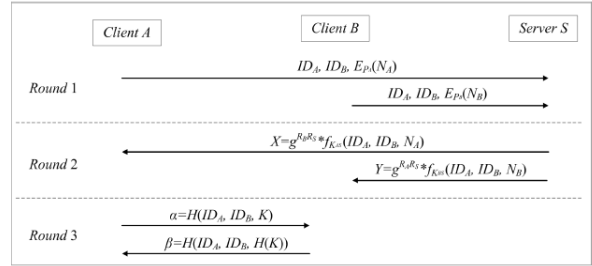 Client A Client B Server S
Round 1
ID_A, ID_B, E_Ps(N_A)
ID_A, ID_B, E_Ps(N_B)
Round 2
X=g^{R_B R_S}*f_{K_AS}(ID_A, ID_B, N_A)
Y=g^{R_A R_S}*f_{K_BS}(ID_A, ID_B, N_B)
Round 3
α=H(ID_A, ID_B, K)
β=H(ID_A, ID_B, H(K))